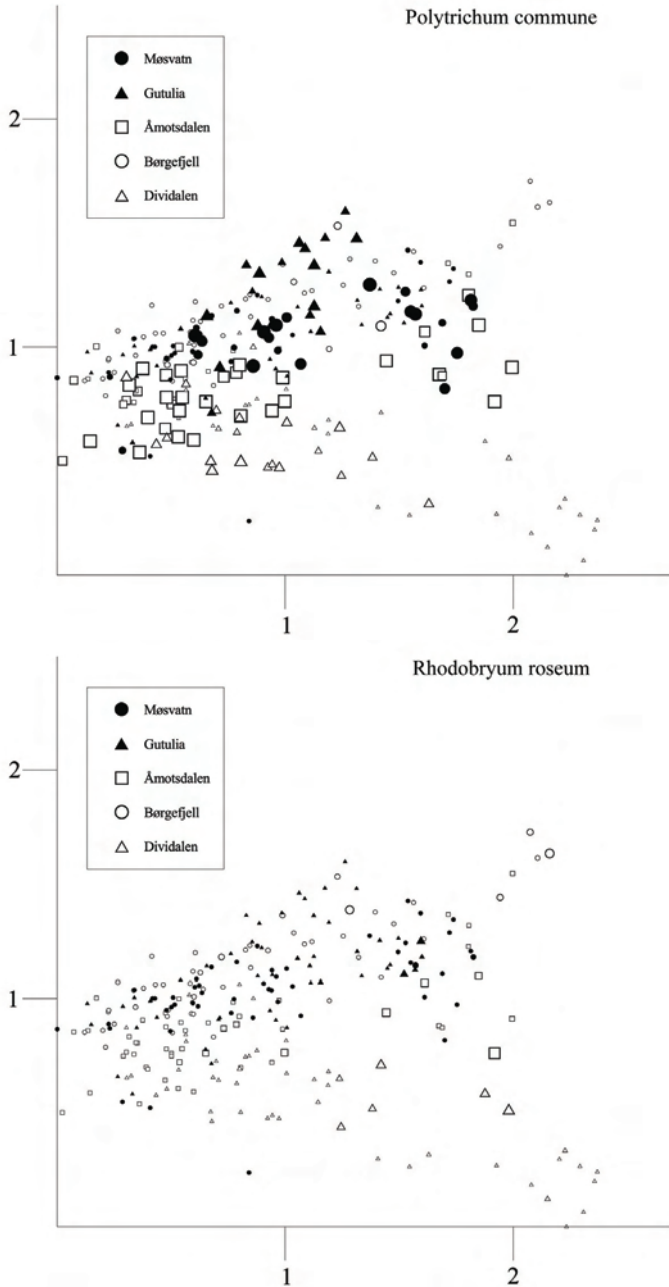 Polytrichum commune
Møsvatn
Gutulia
Åmotsdalen
Børgefjell
Dividalen
2
1
1
2
Rhodobryum roseum
Møsvatn
Gutulia
Åmotsdalen
Børgefjell
Dividalen
2
1
1
2